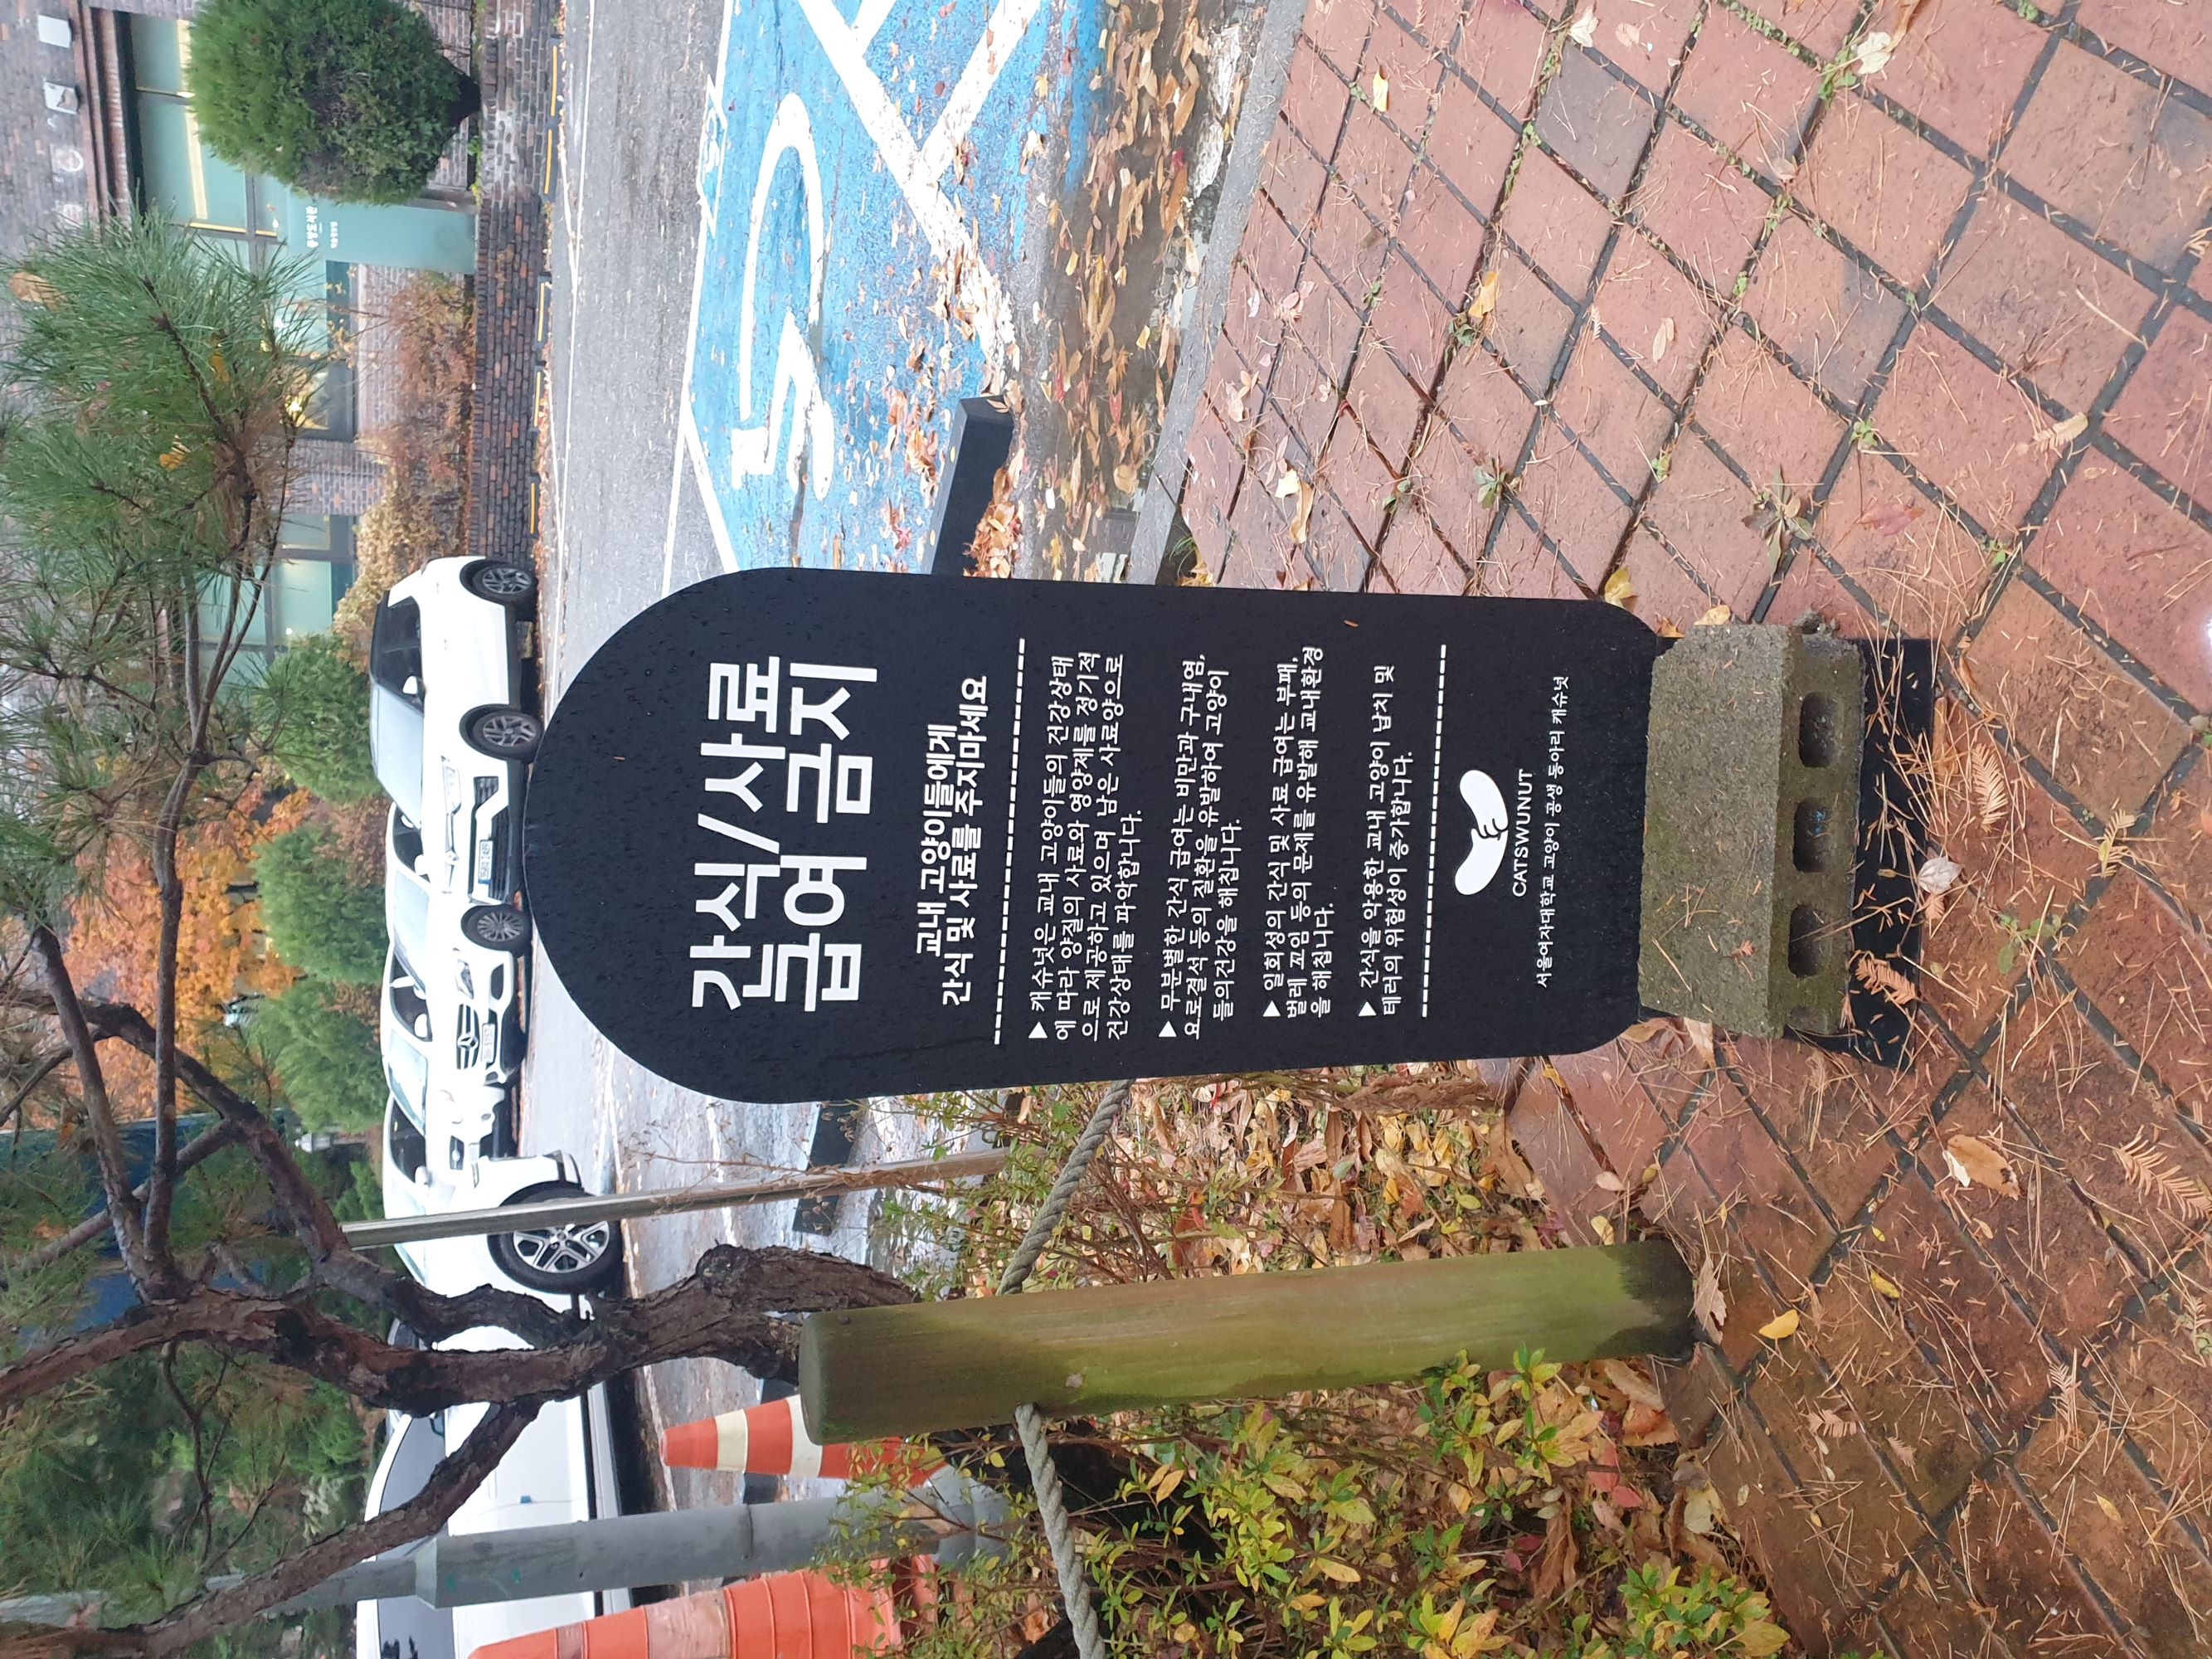 간식/사료
급여 금지
교내 고양이들에게
간식 및 사료를 주지마세요
▶ 캐슈넛은 교내 고양이들의 건강상태
에 따라 양질의 사료와 영양제를 정기적
으로 제공하고 있으며 남은 사료양으로
건강상태를 파악합니다.
▶ 무분별한 간식 급여는 비만과 구내염,
요로결석 등의 질환을 유발하여 고양이
들의건강을 해칩니다.
▶ 일회성의 간식 및 사료 급여는 부패,
벌레 꼬임 등의 문제를 유발해 교내환경
을 해칩니다.
▶ 간식을 악용한 교내 고양이 납치 및
테러의 위험성이 증가합니다.
CATSWUNUT
서울여자대학교 고양이 공생 동아리 캐슈넛
중앙도서관